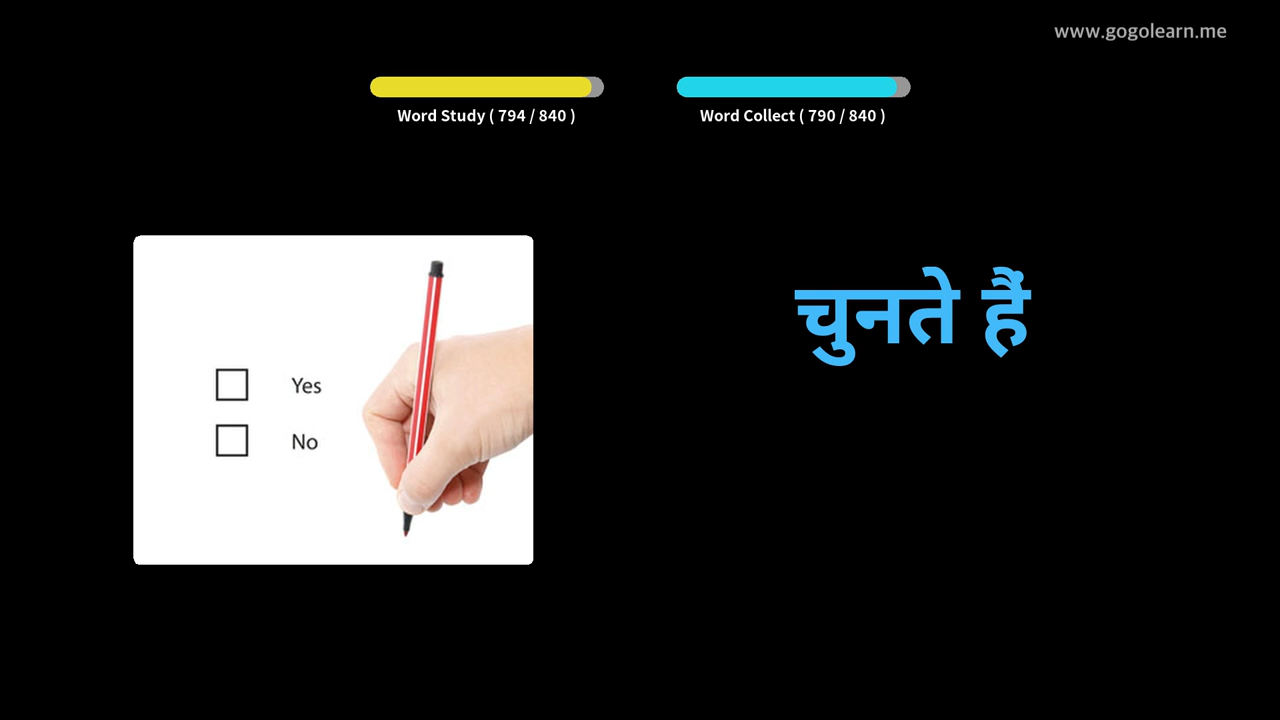 www.gogolearn.me
Word Study ( 794 / 840 )
Word Collect ( 790 / 840 )
चुनते हैं
Yes
No